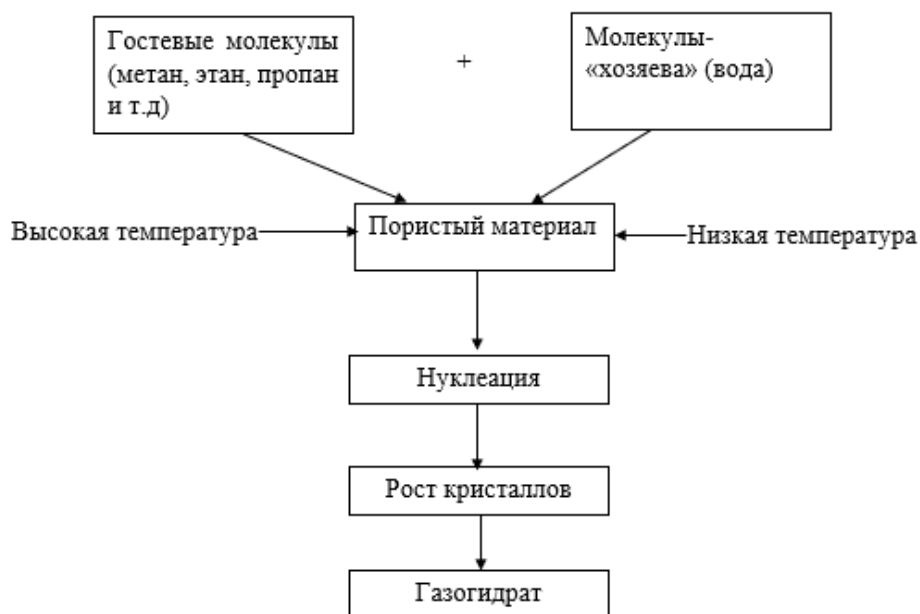 Гостевые молекулы
(метан, этан, пропан
и т.д)
+
Молекулы-
«хозяева» (вода)
Высокая температура
Пористый материал
Низкая температура
Нуклеация
Рост кристаллов
Газогидрат